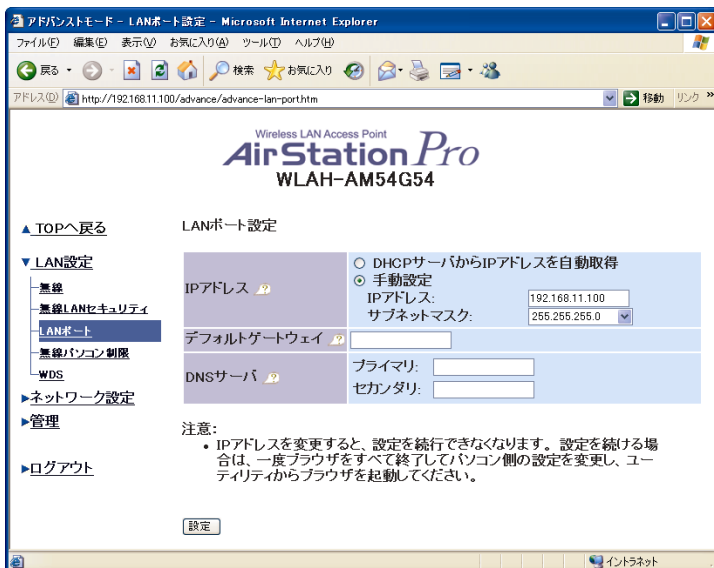 アドバンストモード - LANポート設定 - Microsoft Internet Explorer
ファイル(F) 編集(E) 表示(V) お気に入り(A) ツール(T) ヘルプ(H)
戻る 検索 お気に入り
アドレス(D) http://192.168.11.100/advance/advance-lan-port.htm 移動 リンク »
Wireless LAN Access Point
AirStation Pro
WLAH-AM54G54
▲ TOPへ戻る
▼ LAN設定
無線
無線LANセキュリティ
LANポート
無線パソコン制限
WDS
▶ネットワーク設定
▶管理
▶ログアウト
LANポート設定
IPアドレス ?
DHCPサーバからIPアドレスを自動取得
手動設定
IPアドレス: 192.168.11.100
サブネットマスク: 255.255.255.0
デフォルトゲートウェイ ?
DNSサーバ ?
プライマリ:
セカンダリ:
注意:
• IPアドレスを変更すると、設定を続行できなくなります。設定を続ける場
合は、一度ブラウザをすべて終了してパソコン側の設定を変更し、ユー
ティリティからブラウザを起動してください。
設定
イントラネット